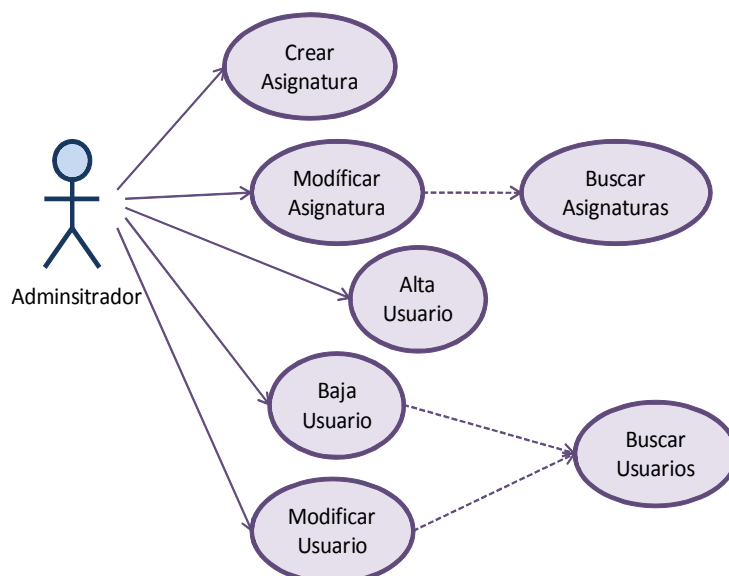 Crear
Asignatura
Modíficar
Asignatura
Buscar
Asignaturas
Adminsitrador
Alta
Usuario
Baja
Usuario
Buscar
Usuarios
Modificar
Usuario